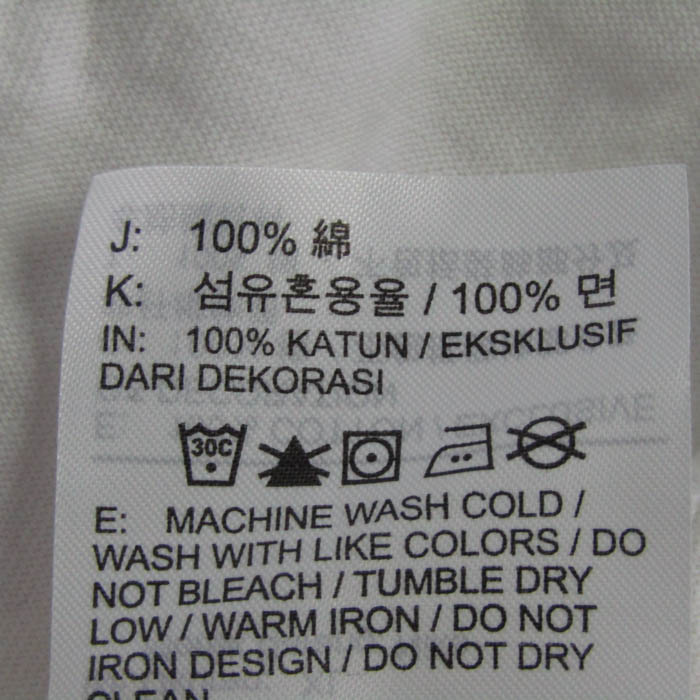 J: 100% 綿
K: 섬유혼용율 / 100% 면
IN: 100% KATUN / EKSKLUSIF
DARI DEKORASI
30C
E: MACHINE WASH COLD /
WASH WITH LIKE COLORS / DO
NOT BLEACH / TUMBLE DRY
LOW / WARM IRON / DO NOT
IRON DESIGN / DO NOT DRY
CLEAN